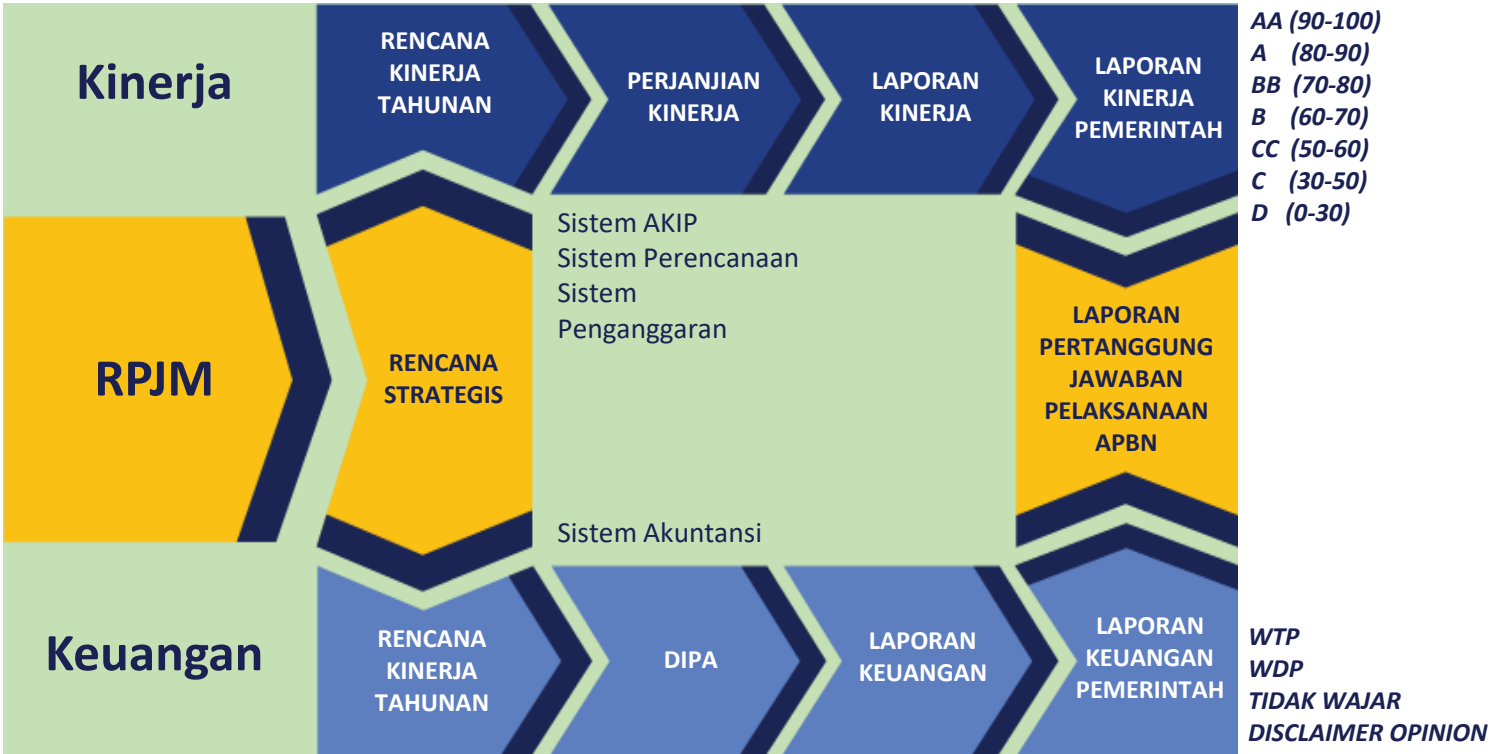 Kinerja
RENCANA
KINERJA
TAHUNAN
PERJANJIAN
KINERJA
LAPORAN
KINERJA
LAPORAN
KINERJA
PEMERINTAH
AA (90-100)
A (80-90)
BB (70-80)
B (60-70)
CC (50-60)
C (30-50)
D (0-30)
RPJM
RENCANA
STRATEGIS
Sistem AKIP
Sistem Perencanaan
Sistem
Penganggaran
Sistem Akuntansi
LAPORAN
PERTANGGUNG
JAWABAN
PELAKSANAAN
APBN
Keuangan
RENCANA
KINERJA
TAHUNAN
DIPA
LAPORAN
KEUANGAN
LAPORAN
KEUANGAN
PEMERINTAH
WTP
WDP
TIDAK WAJAR
DISCLAIMER OPINION